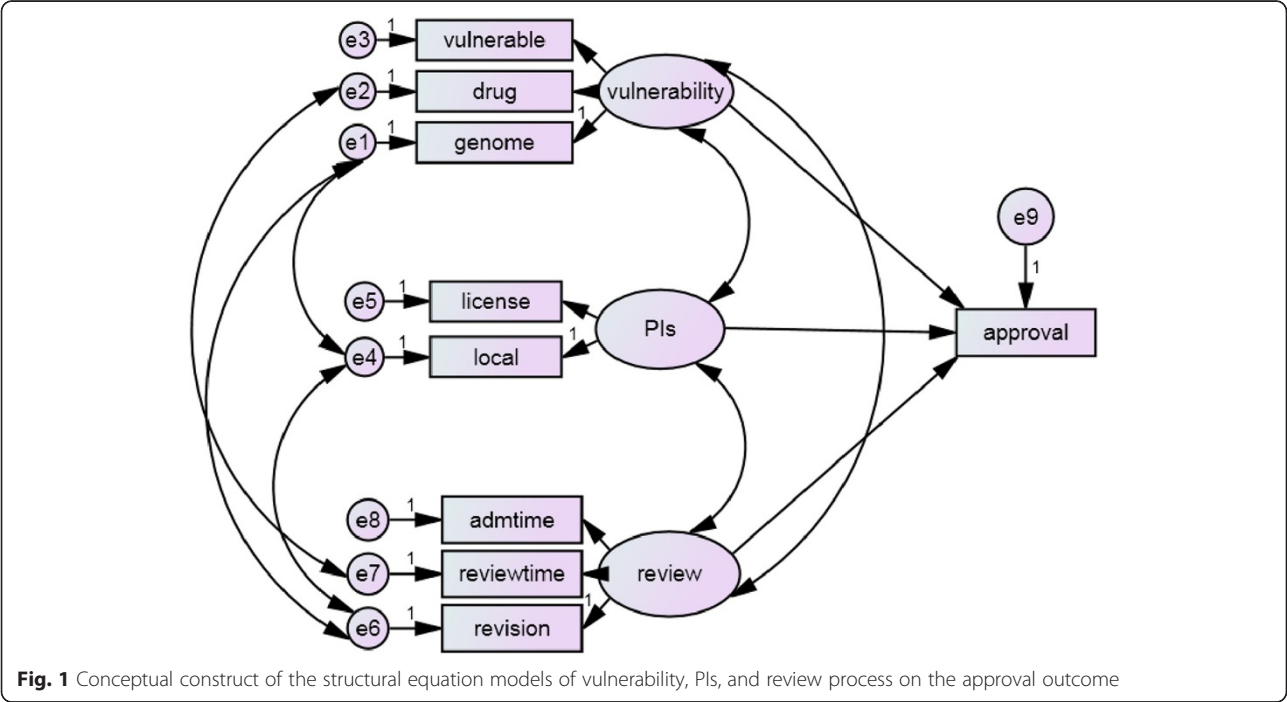 e3 1 vulnerable
e2 1 drug vulnerability
e1 1 genome 1
e9
1
e5 1 license
PIs
approval
e4 1 local 1
e8 1 admtime
e7 1 reviewtime review
e6 1 revision 1
Fig. 1 Conceptual construct of the structural equation models of vulnerability, PIs, and review process on the approval outcome